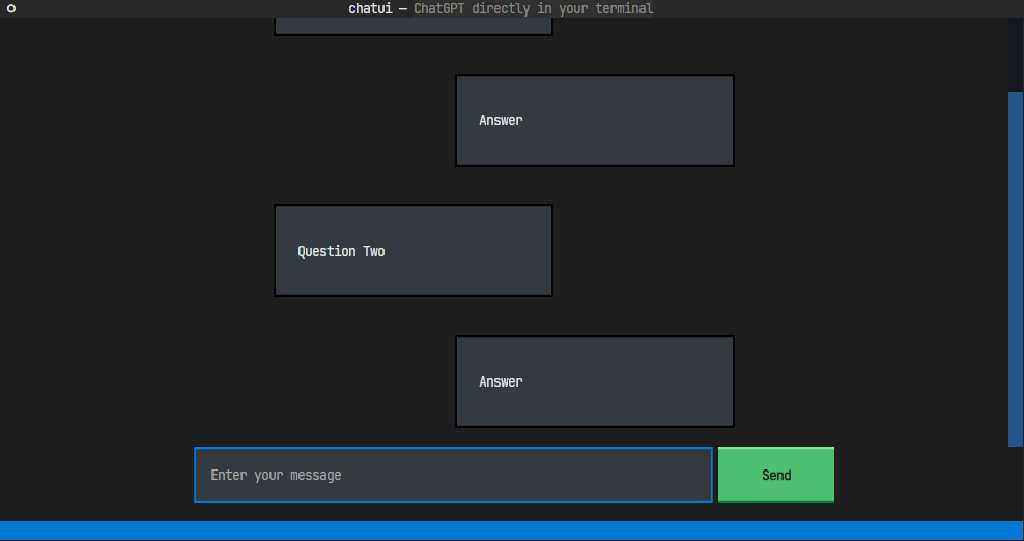 chatui — ChatGPT directly in your terminal
Answer
Question Two
Answer
Enter your message
Send